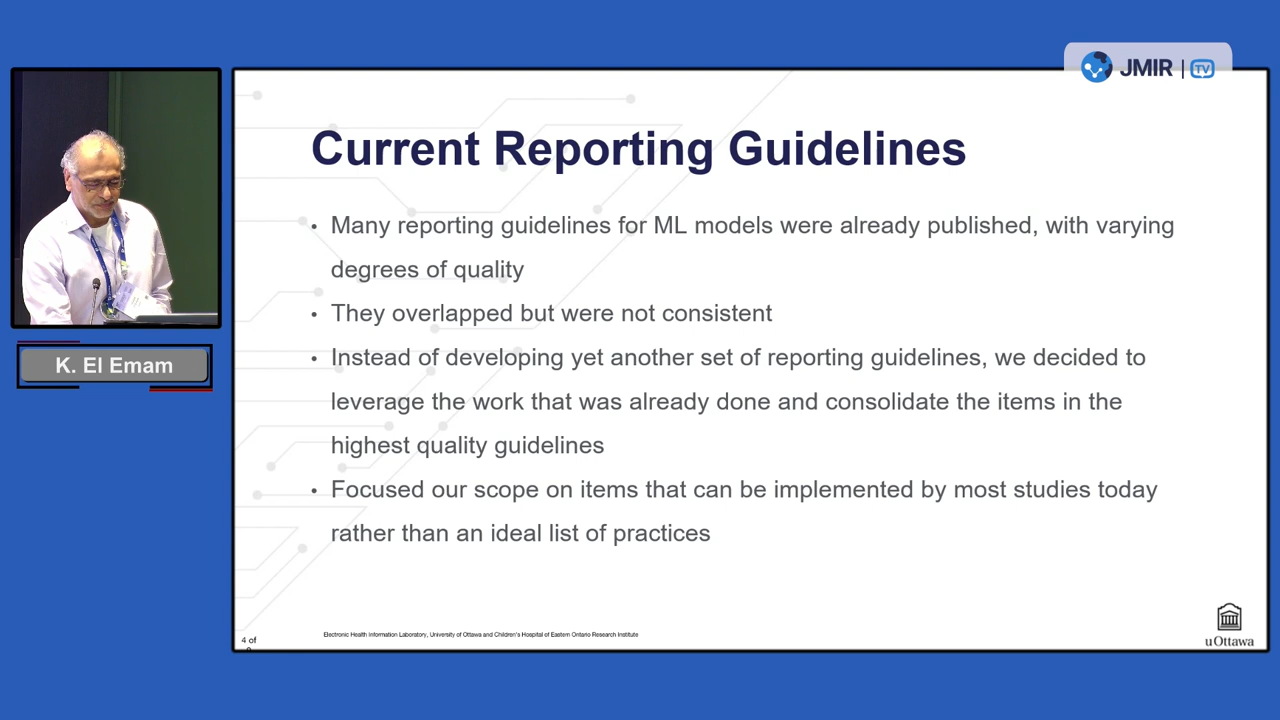 JMIR | TV
Current Reporting Guidelines
• Many reporting guidelines for ML models were already published, with varying
degrees of quality
• They overlapped but were not consistent
• Instead of developing yet another set of reporting guidelines, we decided to
leverage the work that was already done and consolidate the items in the
highest quality guidelines
• Focused our scope on items that can be implemented by most studies today
rather than an ideal list of practices
K. El Emam
4 of
Electronic Health Information Laboratory, University of Ottawa and Children's Hospital of Eastern Ontario Research Institute
uOttawa